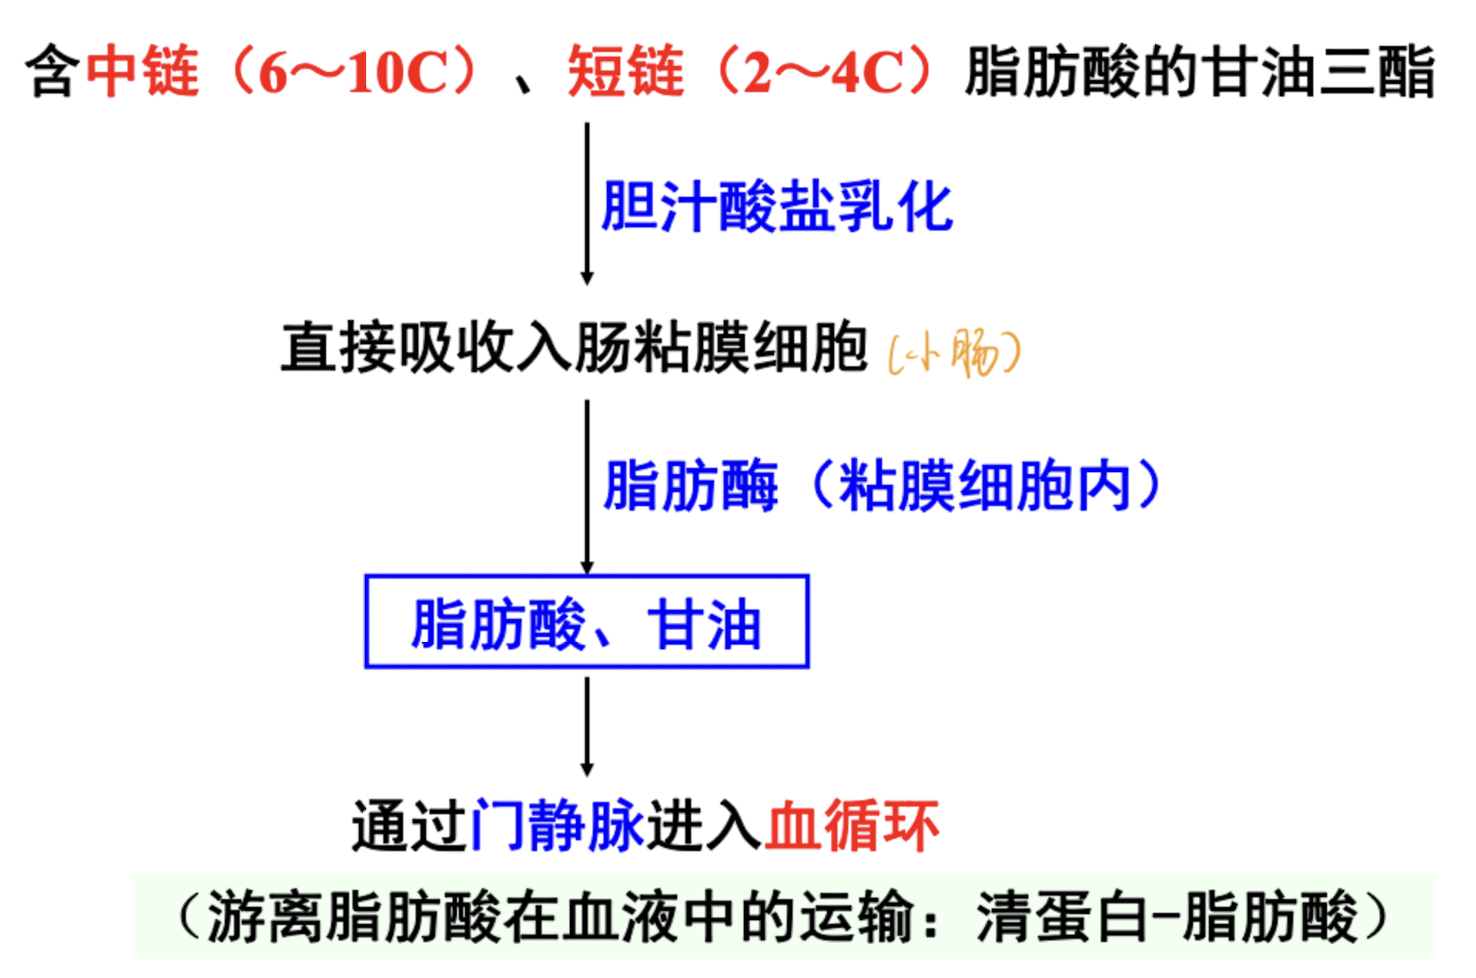 含中链（6～10C）、短链（2～4C）脂肪酸的甘油三酯
胆汁酸盐乳化
直接吸收入肠粘膜细胞 (小肠)
脂肪酶（粘膜细胞内）
脂肪酸、甘油
通过门静脉进入血循环
（游离脂肪酸在血液中的运输：清蛋白-脂肪酸）